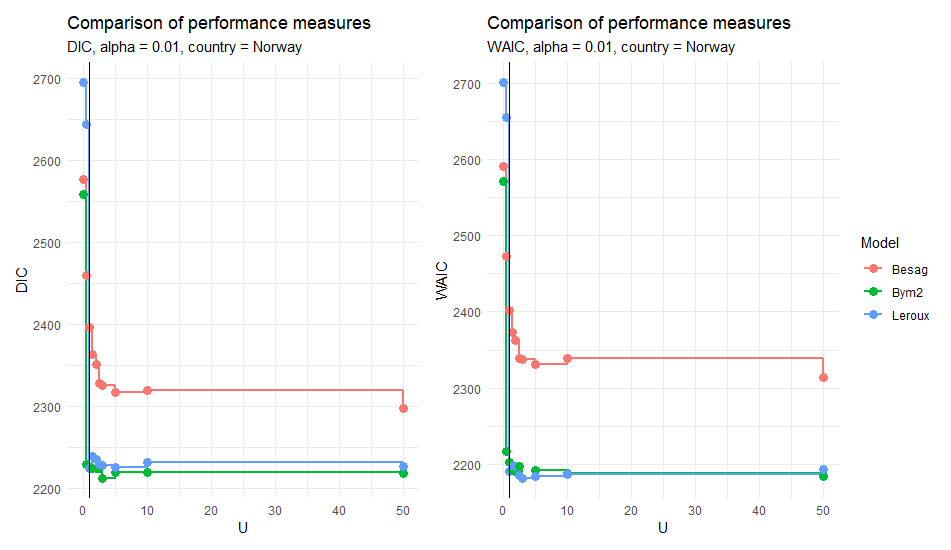 Comparison of performance measures
DIC, alpha = 0.01, country = Norway
2700
2600
2500
2400
2300
2200
DIC
0
10
20
30
40
50
U
Comparison of performance measures
WAIC, alpha = 0.01, country = Norway
2700
2600
2500
2400
2300
2200
WAIC
0
10
20
30
40
50
U
Model
Besag
Bym2
Leroux